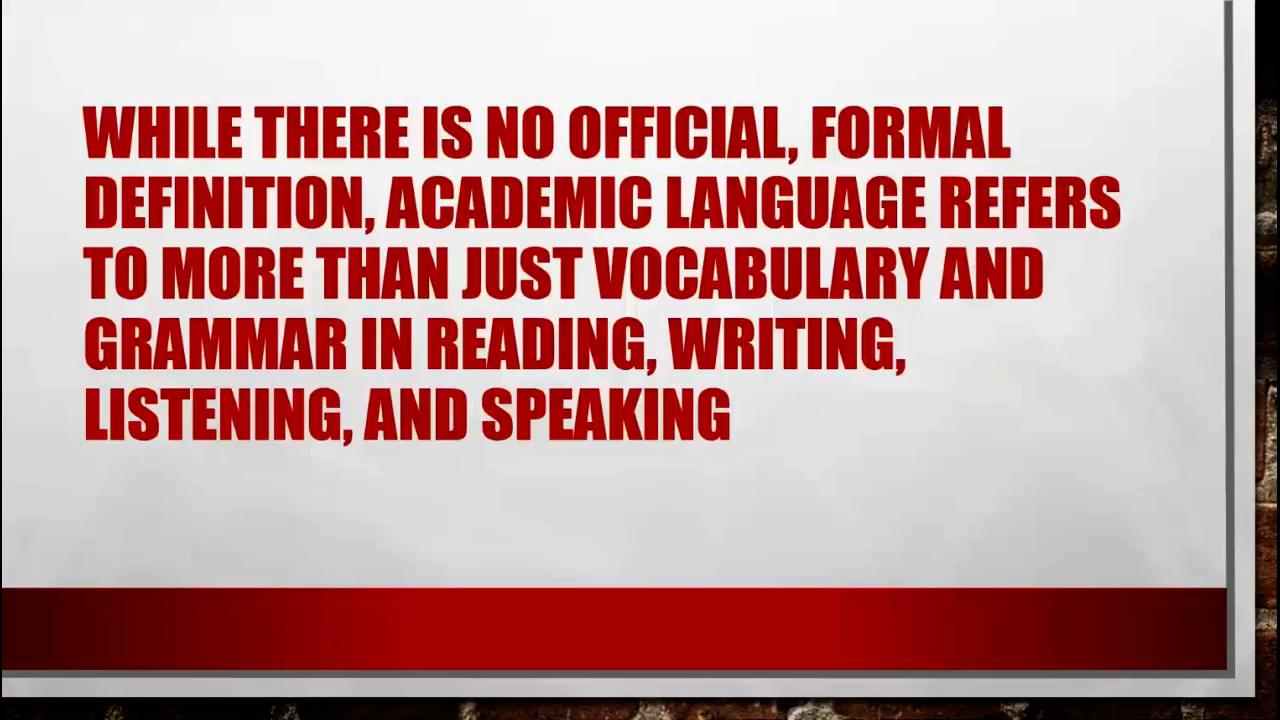 WHILE THERE IS NO OFFICIAL, FORMAL
DEFINITION, ACADEMIC LANGUAGE REFERS
TO MORE THAN JUST VOCABULARY AND
GRAMMAR IN READING, WRITING,
LISTENING, AND SPEAKING